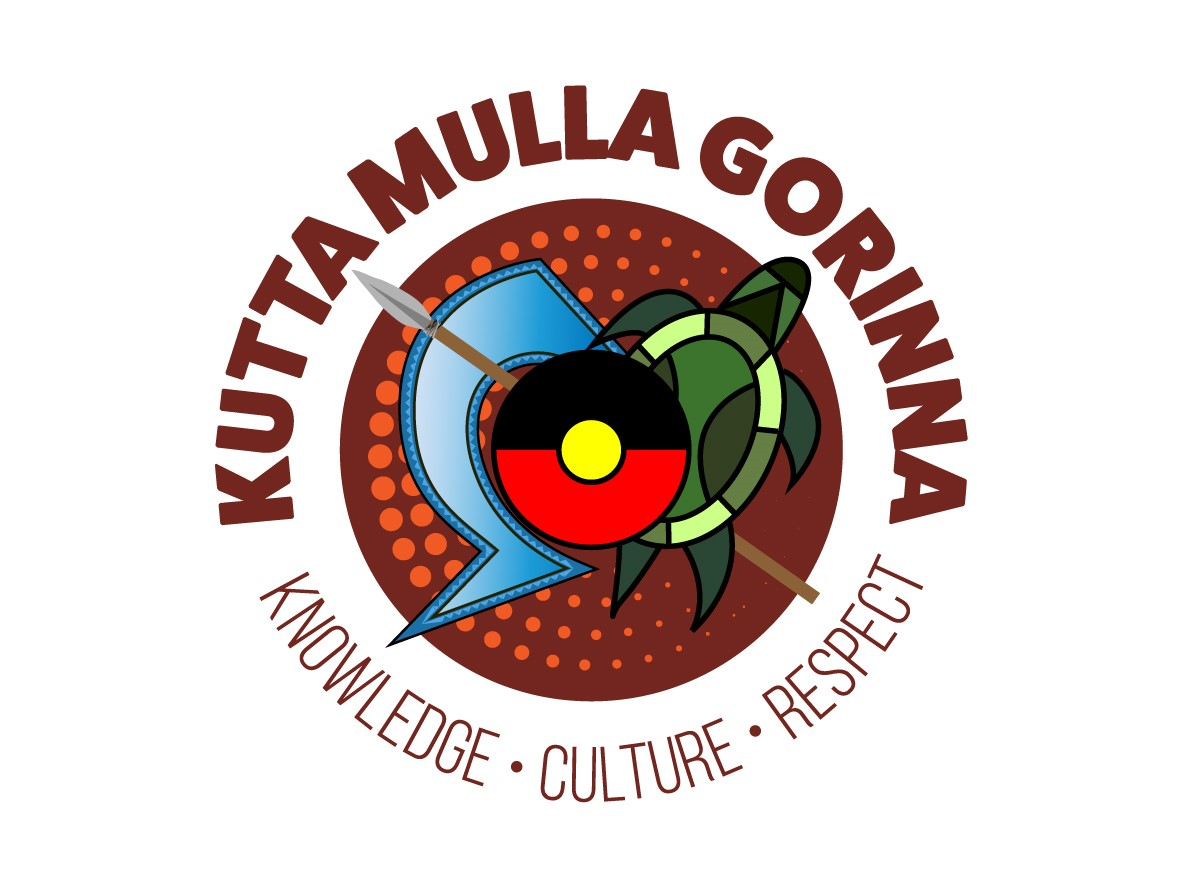 KUTTA MULLA GORINNA
KNOWLEDGE • CULTURE • RESPECT